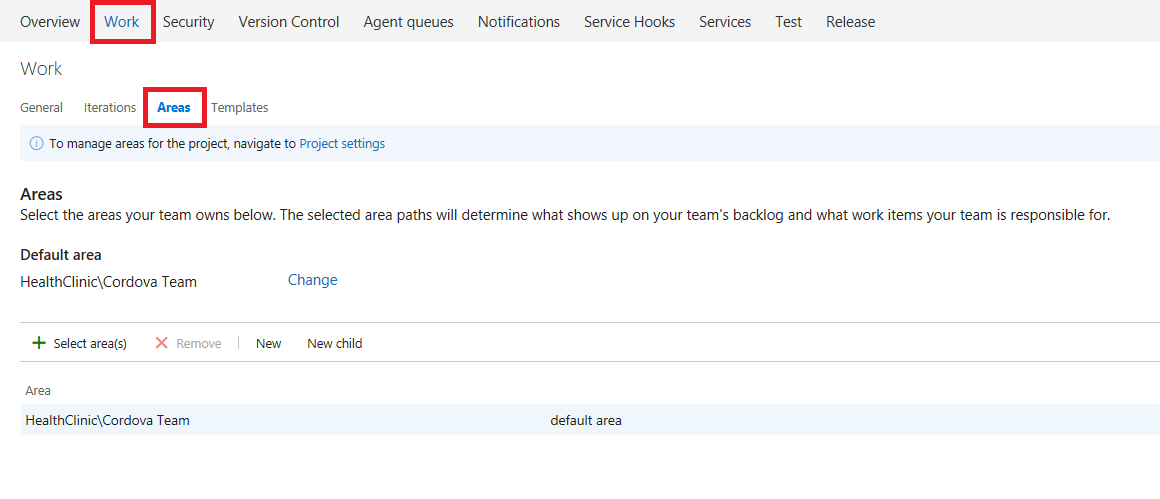 Overview Work Security Version Control Agent queues Notifications Service Hooks Services Test Release
Work
General Iterations Areas Templates
To manage areas for the project, navigate to Project settings
Areas
Select the areas your team owns below. The selected area paths will determine what shows up on your team's backlog and what work items your team is responsible for.
Default area
HealthClinic\Cordova Team Change
Select area(s) Remove New New child
Area
HealthClinic\Cordova Team default area